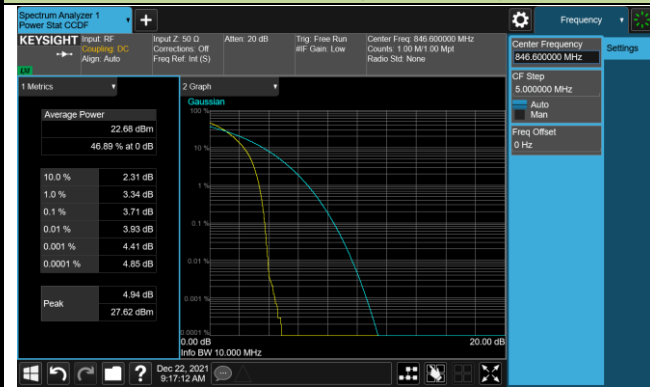 Spectrum Analyzer 1
Power Stat CCDF
+
Frequency
KEYSIGHT
Input: RF
Coupling: DC
Align: Auto
Input Z: 50 Ω
Corrections: Off
Freq Ref: Int (S)
Atten: 20 dB
Trig: Free Run
#IF Gain: Low
Center Freq: 846.600000 MHz
Counts: 1.00 M/1.00 Mpt
Radio Std: None
Center Frequency
846.600000 MHz
Settings
CF Step
5.000000 MHz
Auto
Man
Freq Offset
0 Hz
1 Metrics
Average Power
22.68 dBm
46.89 % at 0 dB
10.0 % 2.31 dB
1.0 % 3.34 dB
0.1 % 3.71 dB
0.01 % 3.93 dB
0.001 % 4.41 dB
0.0001 % 4.85 dB
Peak
4.94 dB
27.62 dBm
2 Graph
Gaussian
100 %
10 %
1 %
0.1 %
0.01 %
0.001 %
0.0001 %
0.00 dB 20.00 dB
Info BW 10.000 MHz
?
Dec 22, 2021
9:17:12 AM